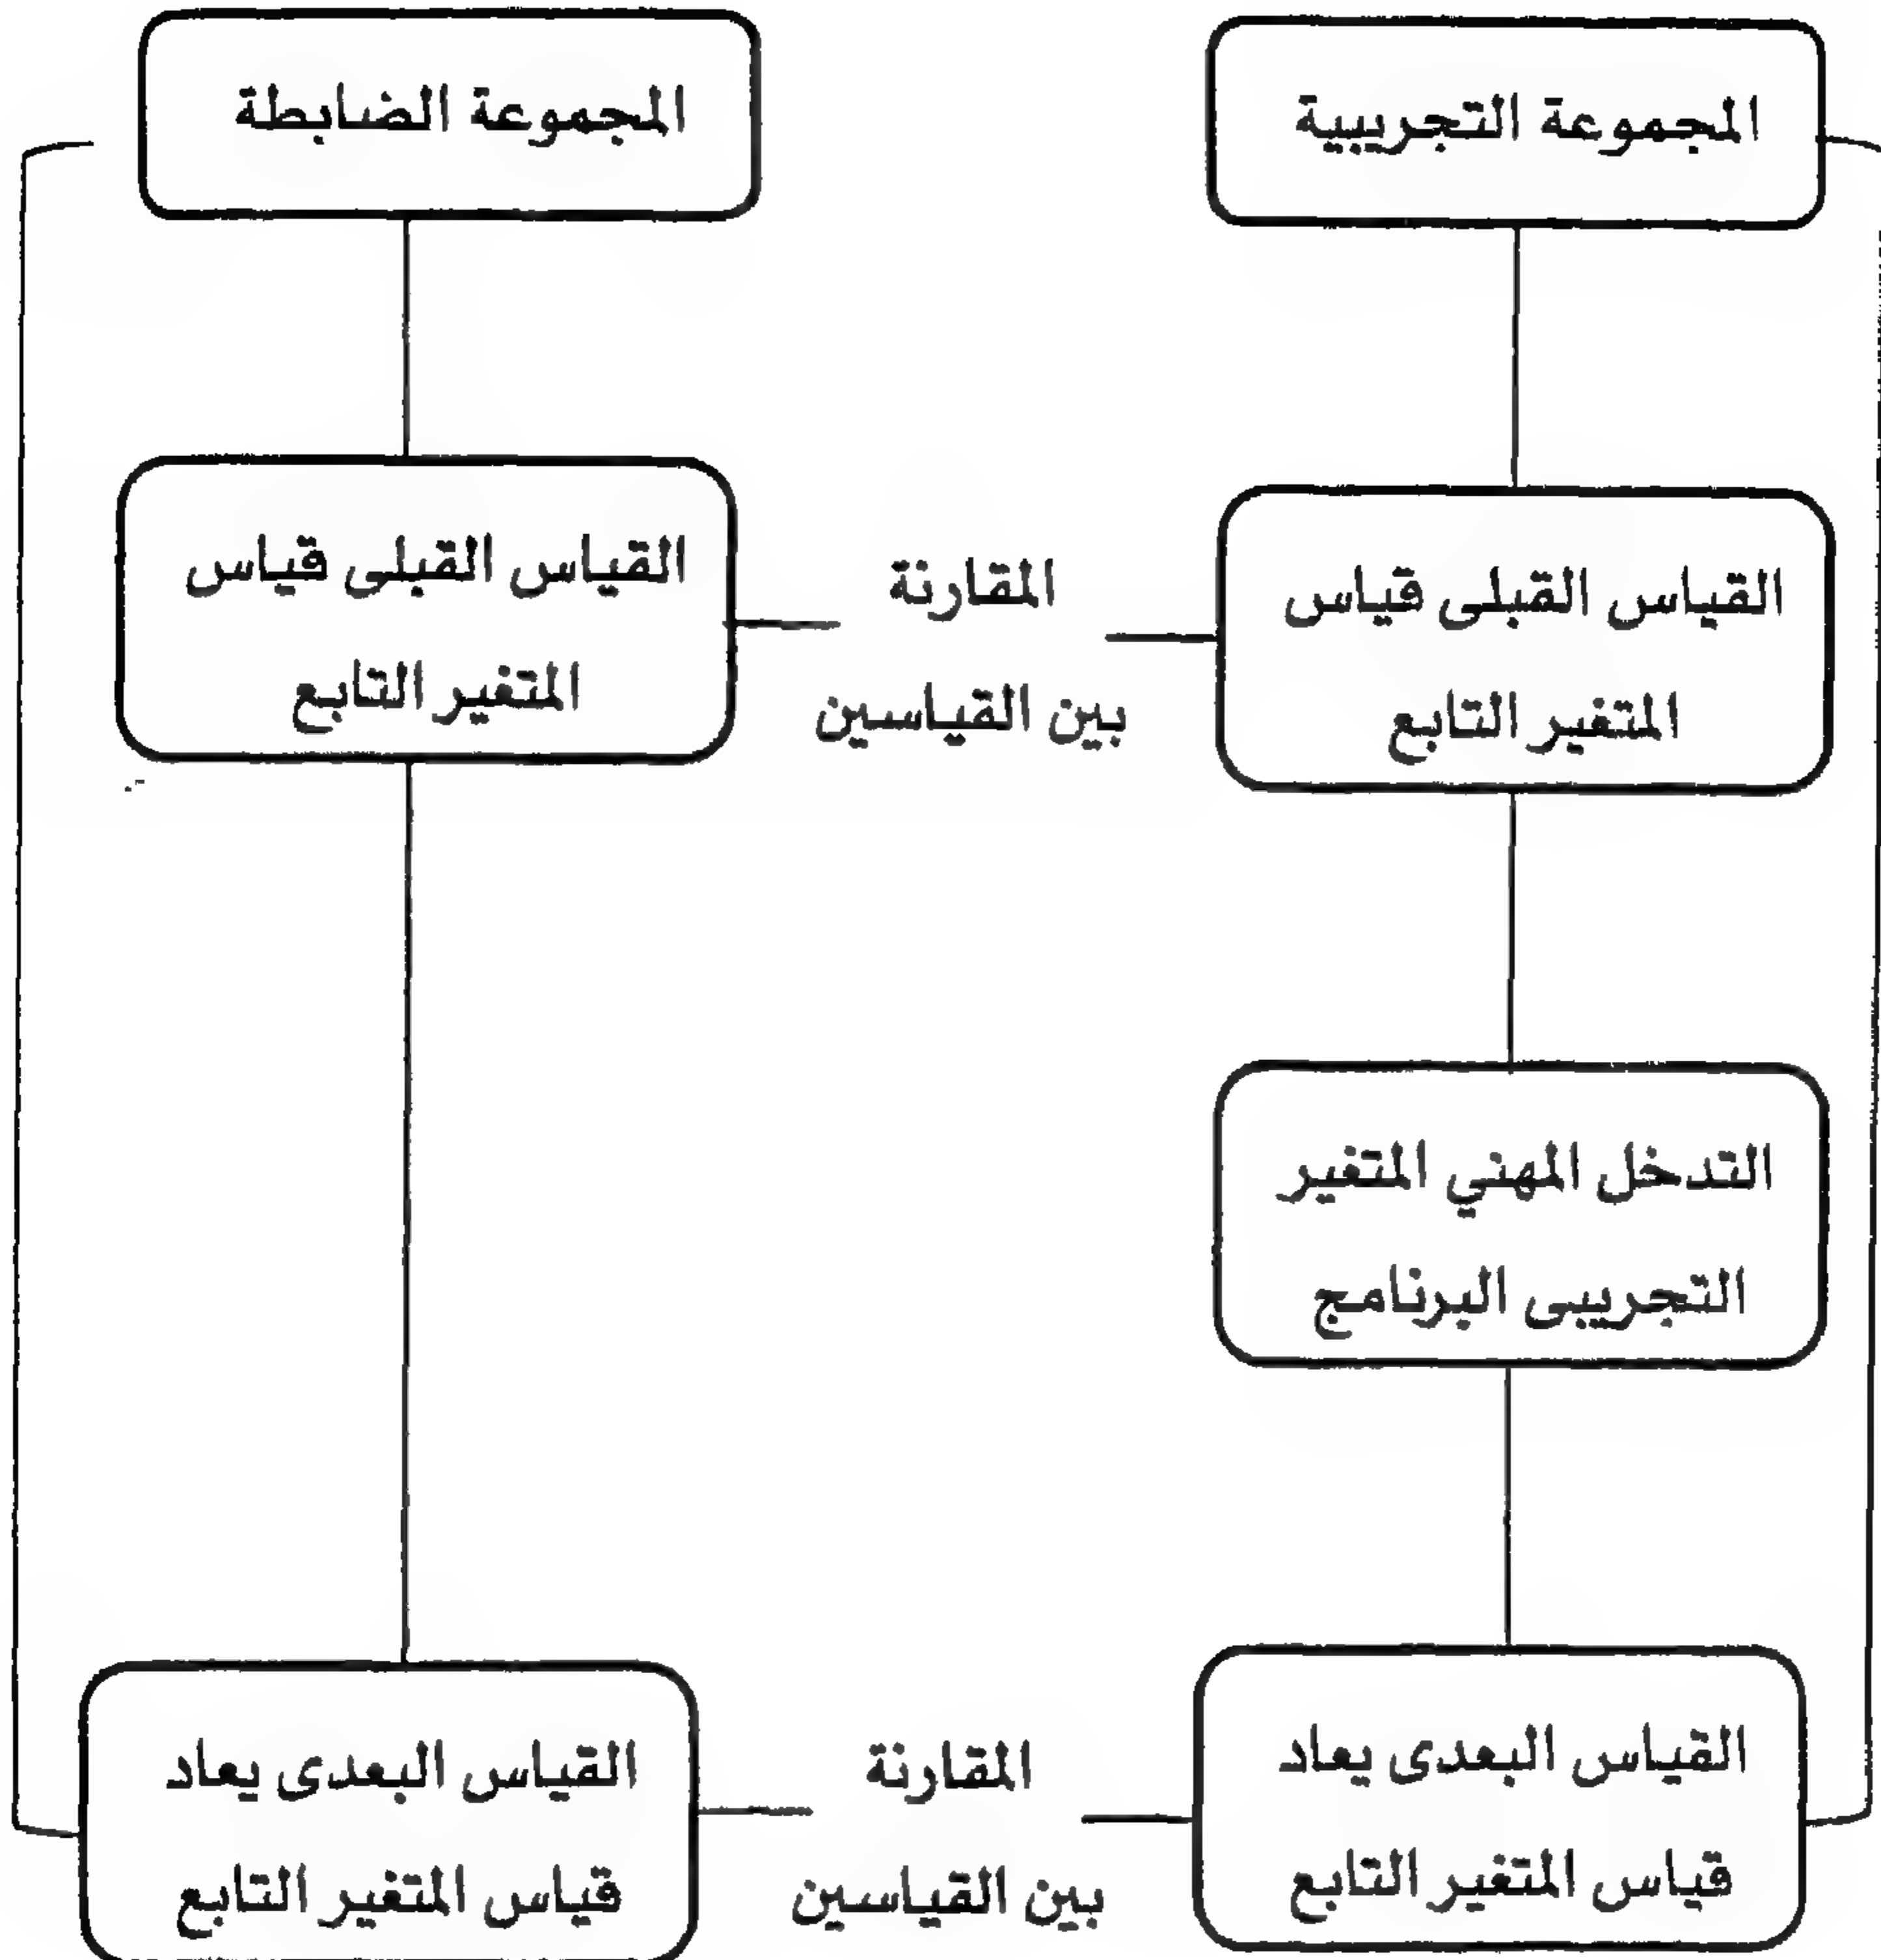 المجموعة التجريبية
المجموعة الضابطة
القياس القبلى قياس
المتغير التابع
المقارنة
بين القياسين
القياس القبلى قياس
المتغير التابع
التدخل المهني المتغير
التجريبى البرنامج
القياس البعدى يعاد
قياس المتغير التابع
المقارنة
بين القياسين
القياس البعدى يعاد
قياس المتغير التابع